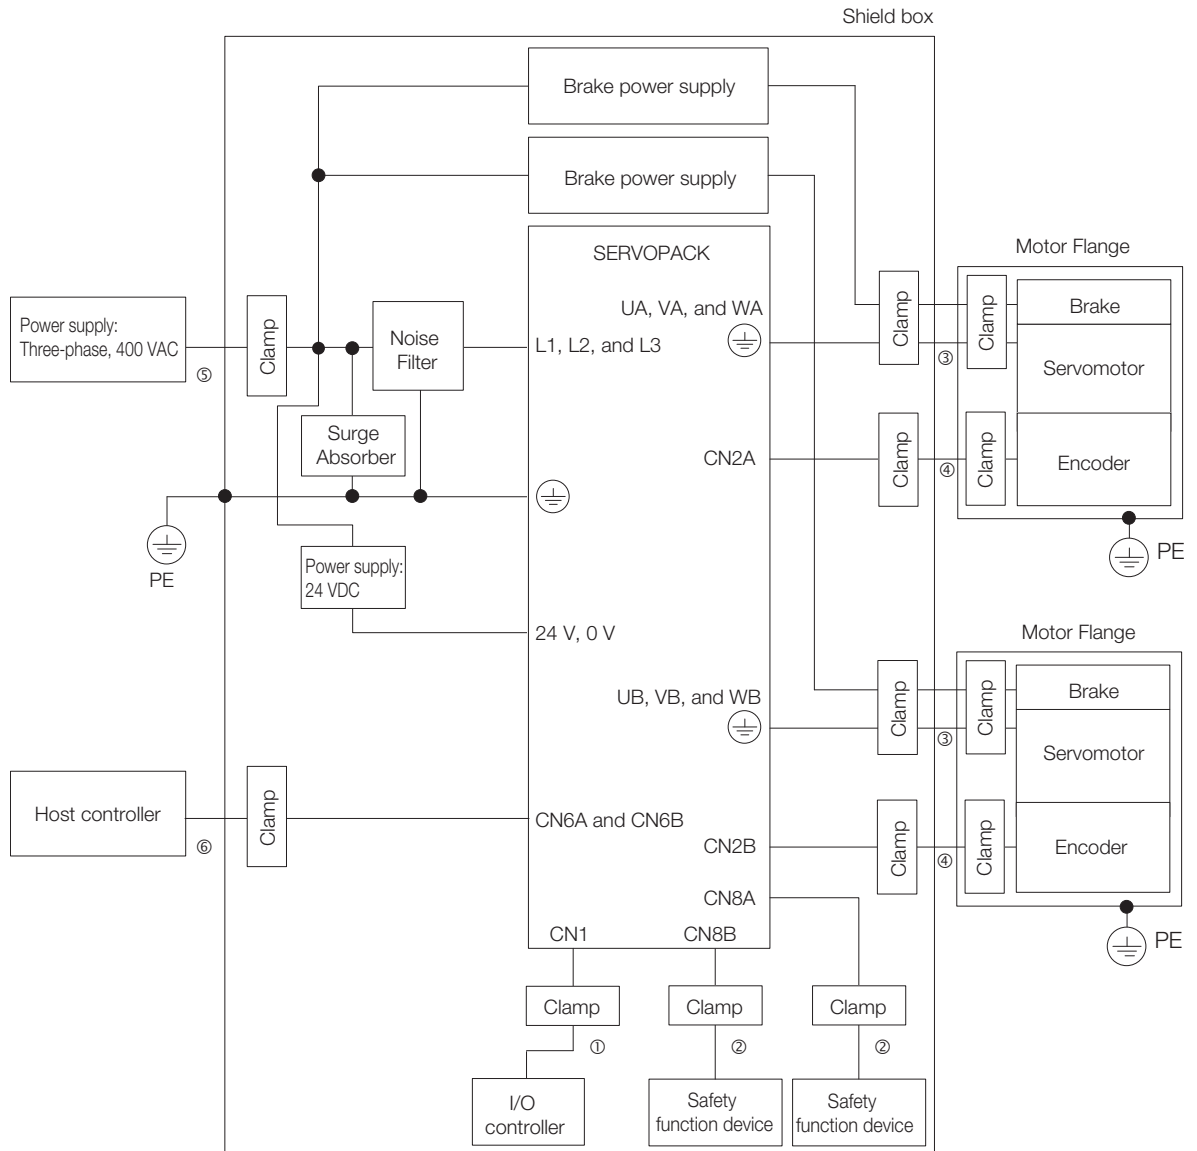 Shield box
Brake power supply
Brake power supply
SERVOPACK
Motor Flange
UA, VA, and WA
Clamp
Clamp
Brake
Power supply:
Three-phase, 400 VAC
⑤
Clamp
Noise
Filter
L1, L2, and L3
③
Servomotor
Surge
Absorber
CN2A
Clamp
④
Clamp
Encoder
PE
PE
Power supply:
24 VDC
24 V, 0 V
Motor Flange
UB, VB, and WB
Clamp
Clamp
Brake
③
Servomotor
Host controller
⑥
Clamp
CN6A and CN6B
CN2B
Clamp
④
Clamp
Encoder
CN8A
CN1
CN8B
PE
Clamp
Clamp
Clamp
①
②
②
I/O
controller
Safety
function device
Safety
function device